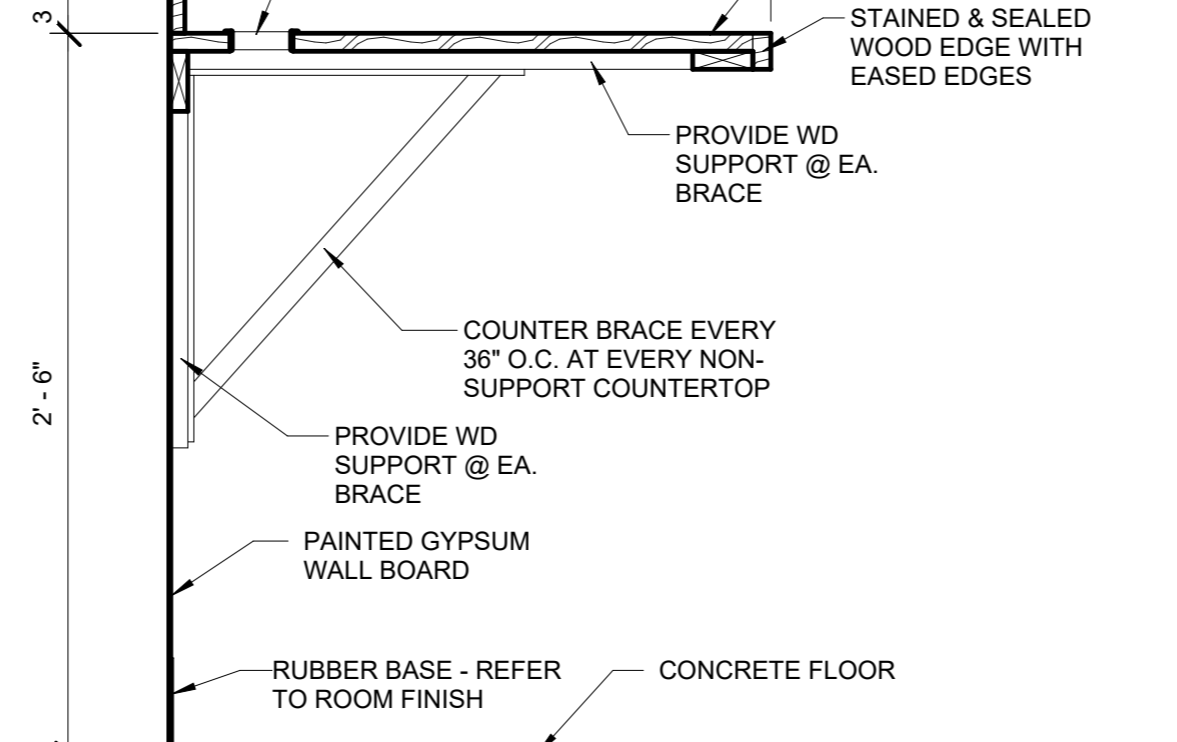 3
STAINED & SEALED
WOOD EDGE WITH
EASED EDGES
PROVIDE WD
SUPPORT @ EA.
BRACE
COUNTER BRACE EVERY
36" O.C. AT EVERY NON-
SUPPORT COUNTERTOP
2' - 6"
PROVIDE WD
SUPPORT @ EA.
BRACE
PAINTED GYPSUM
WALL BOARD
RUBBER BASE - REFER
TO ROOM FINISH
CONCRETE FLOOR